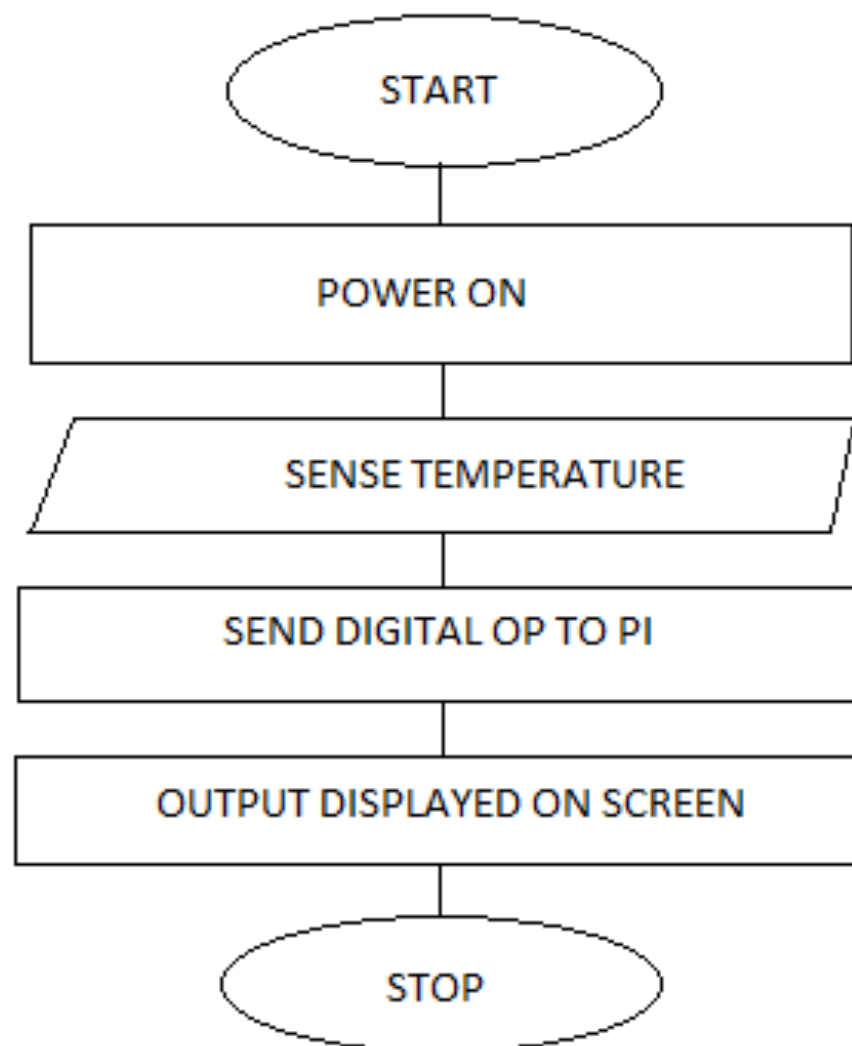 START
POWER ON
SENSE TEMPERATURE
SEND DIGITAL OP TO PI
OUTPUT DISPLAYED ON SCREEN
STOP